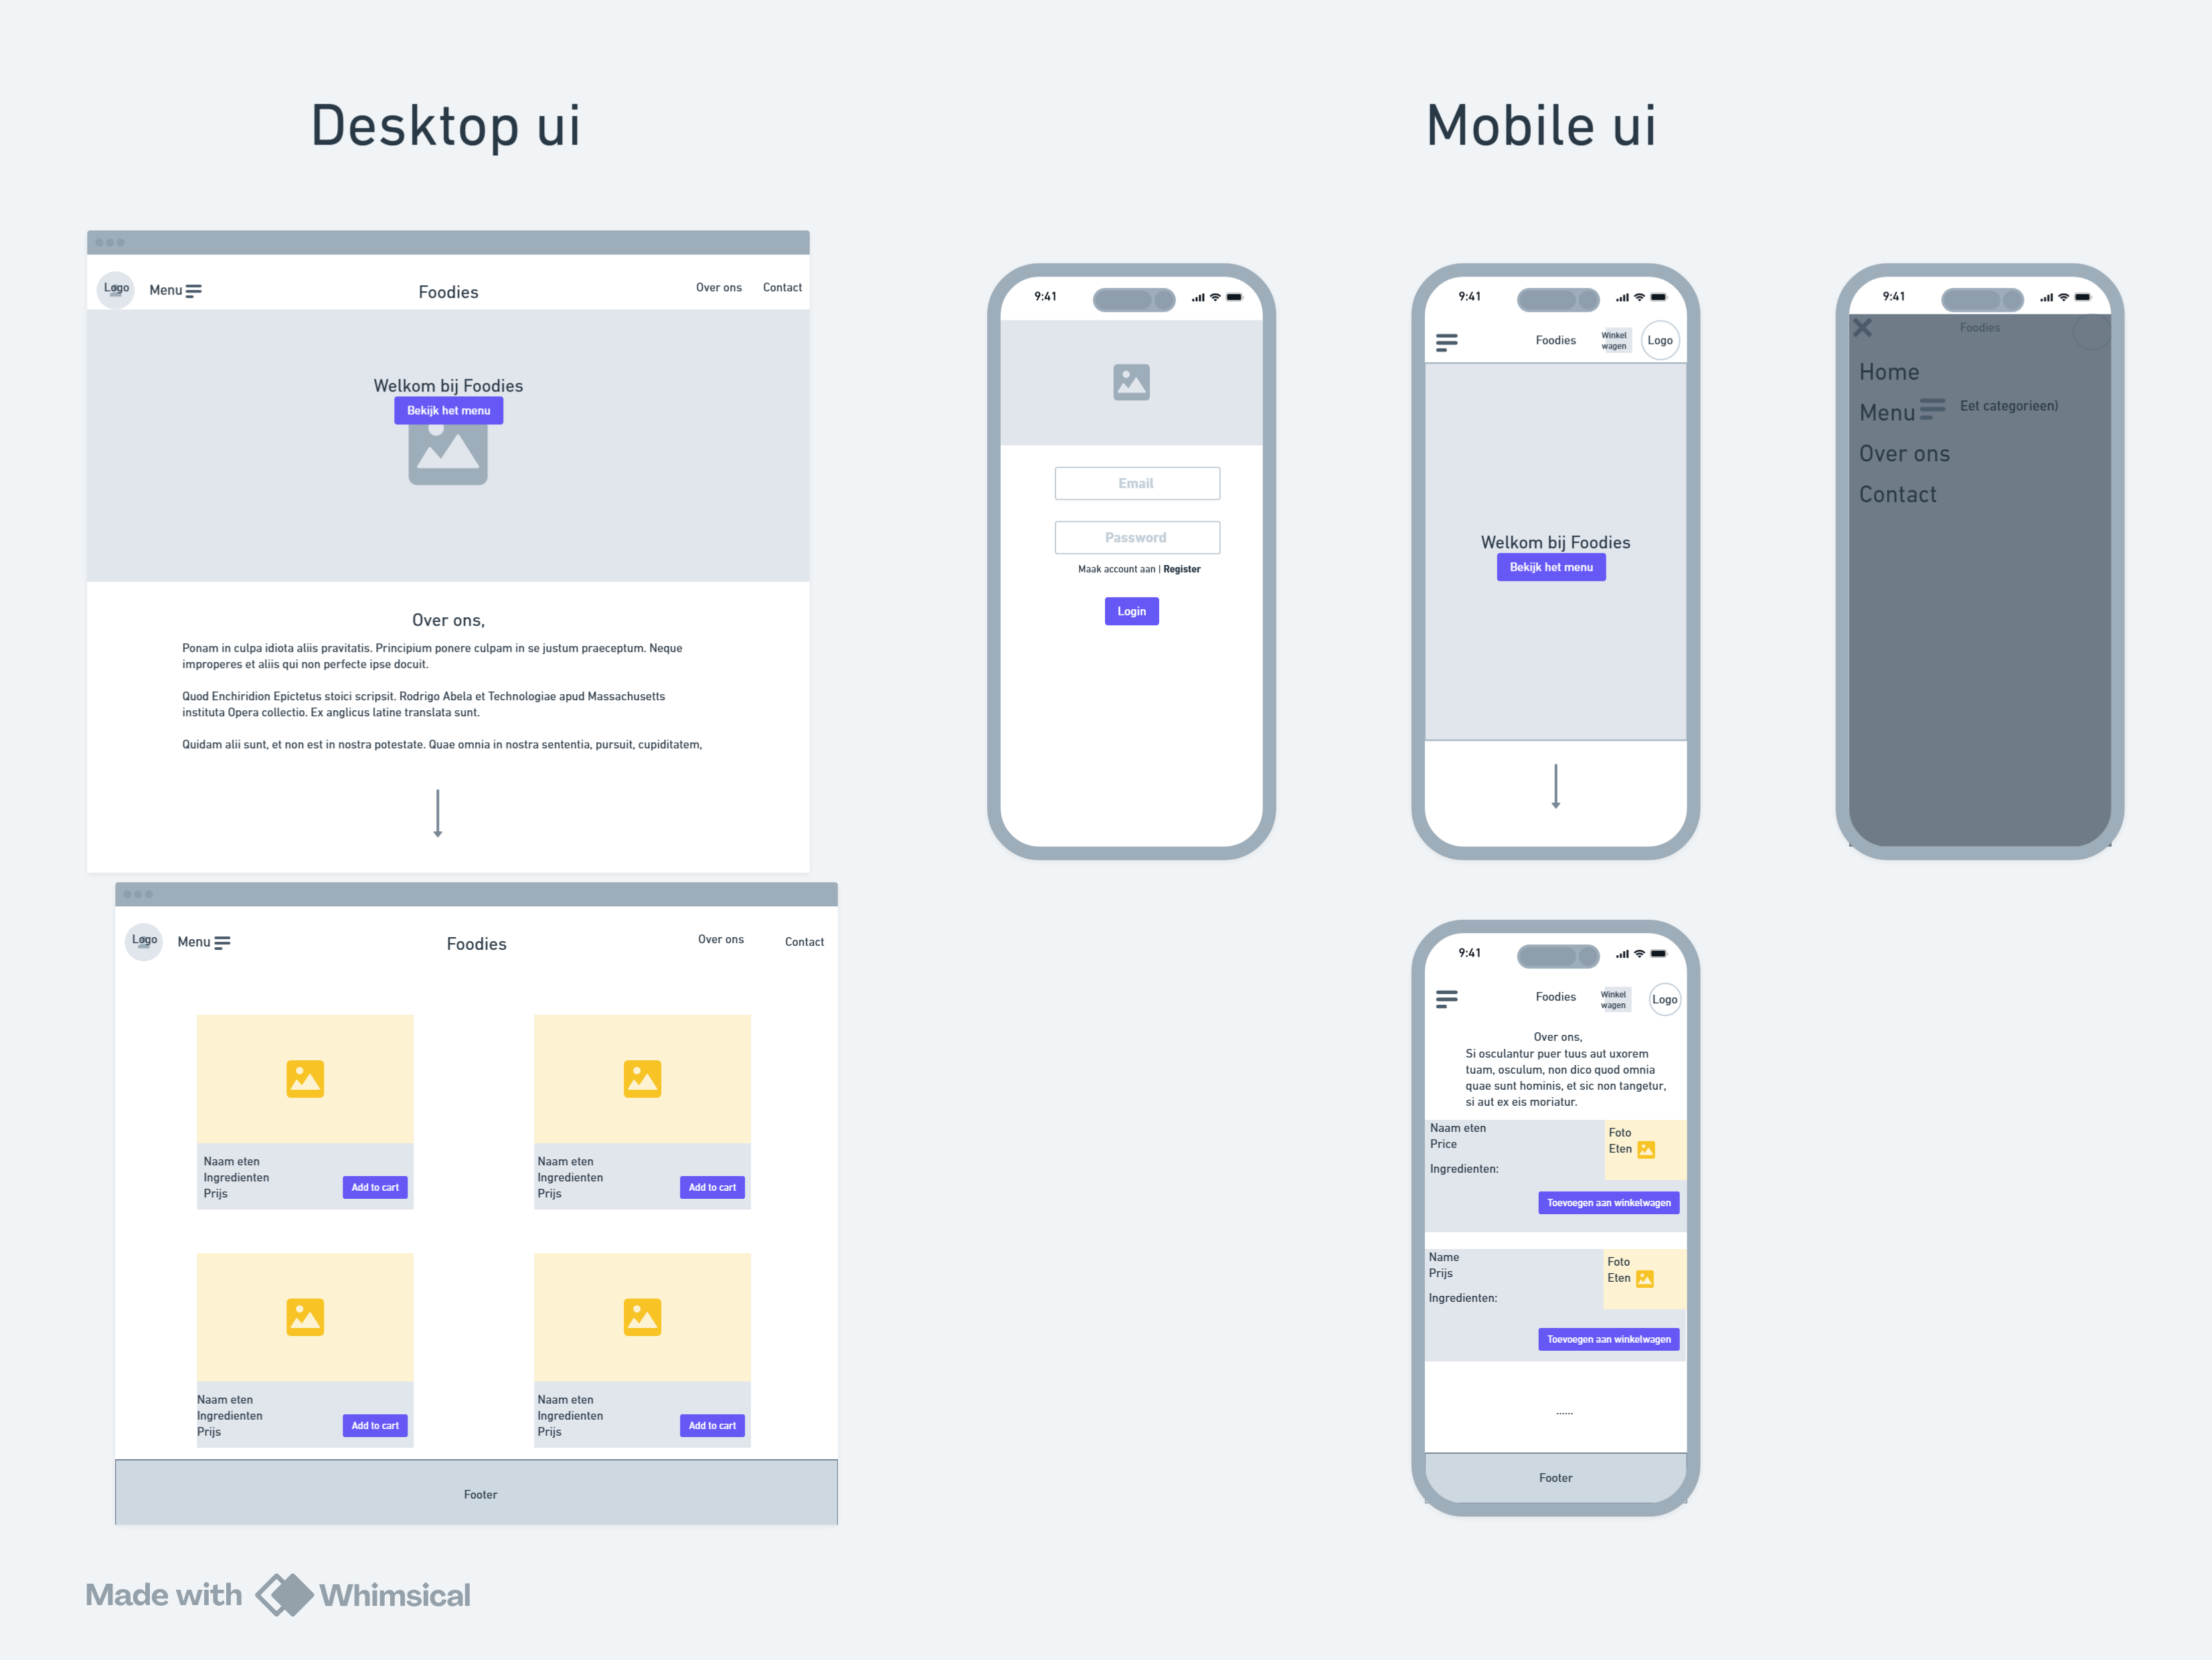 Desktop ui
Mobile ui
Logo
Menu
Foodies
Over ons
Contact
Welkom bij Foodies
Bekijk het menu
Over ons,
Ponam in culpa idiota aliis pravitatis. Principium ponere culpam in se justum praeceptum. Neque
improperes et aliis qui non perfecte ipse docuit.
Quod Enchiridion Epictetus stoici scripsit. Rodrigo Abela et Technologiae apud Massachusetts
instituta Opera collectio. Ex anglicus latine translata sunt.
Quidam alii sunt, et non est in nostra potestate. Quae omnia in nostra sententia, pursuit, cupiditatem,
9:41
Email
Password
Maak account aan | Register
Login
9:41
Foodies
Winkel
wagen
Logo
Welkom bij Foodies
Bekijk het menu
9:41
Foodies
Home
Menu
Eet categorieen)
Over ons
Contact
Logo
Menu
Foodies
Over ons
Contact
Naam eten
Ingredienten
Prijs
Add to cart
Naam eten
Ingredienten
Prijs
Add to cart
Naam eten
Ingredienten
Prijs
Add to cart
Naam eten
Ingredienten
Prijs
Add to cart
Footer
9:41
Foodies
Winkel
wagen
Logo
Over ons,
Si osculantur puer tuus aut uxorem
tuam, osculum, non dico quod omnia
quae sunt hominis, et sic non tangetur,
si aut ex eis moriatur.
Naam eten
Price
Ingredienten:
Foto
Eten
Toevoegen aan winkelwagen
Name
Prijs
Ingredienten:
Foto
Eten
Toevoegen aan winkelwagen
......
Footer
Made with Whimsical